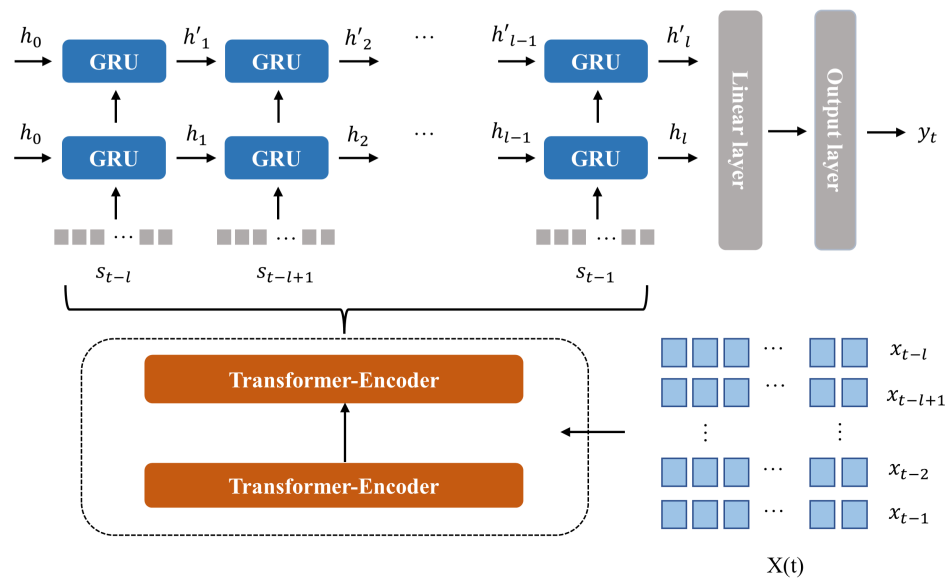 h₀ h′₁ h′₂ ⋯ h′ₗ₋₁ h′ₗ
GRU GRU GRU
h₀ h₁ h₂ ⋯ hₗ₋₁ hₗ
GRU GRU GRU
Linear layer
Output layer
yₜ
⋯ ⋯ ⋯
sₜ₋ₗ sₜ₋ₗ₊₁ sₜ₋₁
Transformer-Encoder
Transformer-Encoder
⋯ xₜ₋ₗ
⋯ xₜ₋ₗ₊₁
⋮ ⋮
⋯ xₜ₋₂
⋯ xₜ₋₁
X(t)